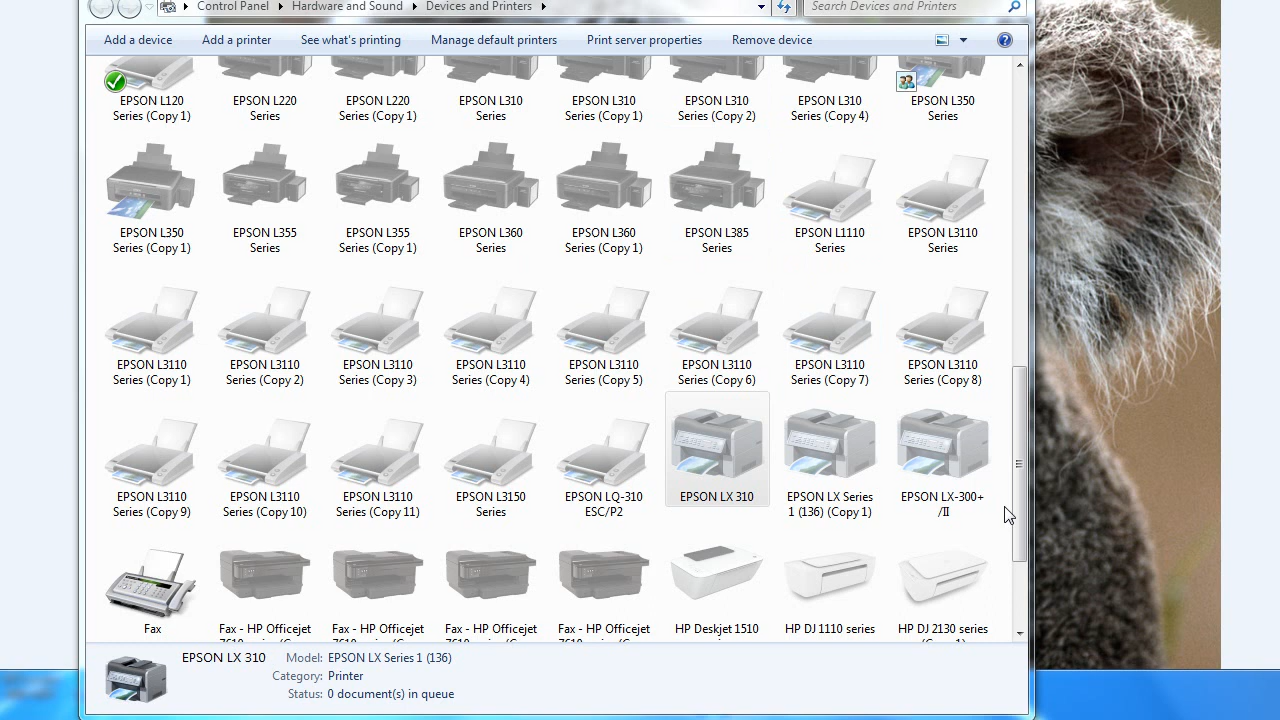 Control Panel Hardware and Sound Devices and Printers Search Devices and Printers
Add a device Add a printer See what's printing Manage default printers Print server properties Remove device
EPSON L120 EPSON L220 EPSON L220 EPSON L310 EPSON L310 EPSON L310 EPSON L310 EPSON L350
Series (Copy 1) Series Series (Copy 1) Series Series (Copy 1) Series (Copy 2) Series (Copy 4) Series
EPSON L350 EPSON L355 EPSON L355 EPSON L360 EPSON L360 EPSON L385 EPSON L1110 EPSON L3110
Series (Copy 1) Series Series (Copy 1) Series Series (Copy 1) Series Series Series
EPSON L3110 EPSON L3110 EPSON L3110 EPSON L3110 EPSON L3110 EPSON L3110 EPSON L3110 EPSON L3110
Series (Copy 1) Series (Copy 2) Series (Copy 3) Series (Copy 4) Series (Copy 5) Series (Copy 6) Series (Copy 7) Series (Copy 8)
EPSON L3110 EPSON L3110 EPSON L3110 EPSON L3150 EPSON LQ-310 EPSON LX 310 EPSON LX Series EPSON LX-300+
Series (Copy 9) Series (Copy 10) Series (Copy 11) Series ESC/P2 1 (136) (Copy 1) /II
Fax Fax - HP Officejet Fax - HP Officejet Fax - HP Officejet Fax - HP Officejet HP Deskjet 1510 HP DJ 1110 series HP DJ 2130 series
EPSON LX 310 Model: EPSON LX Series 1 (136)
Category: Printer
Status: 0 document(s) in queue